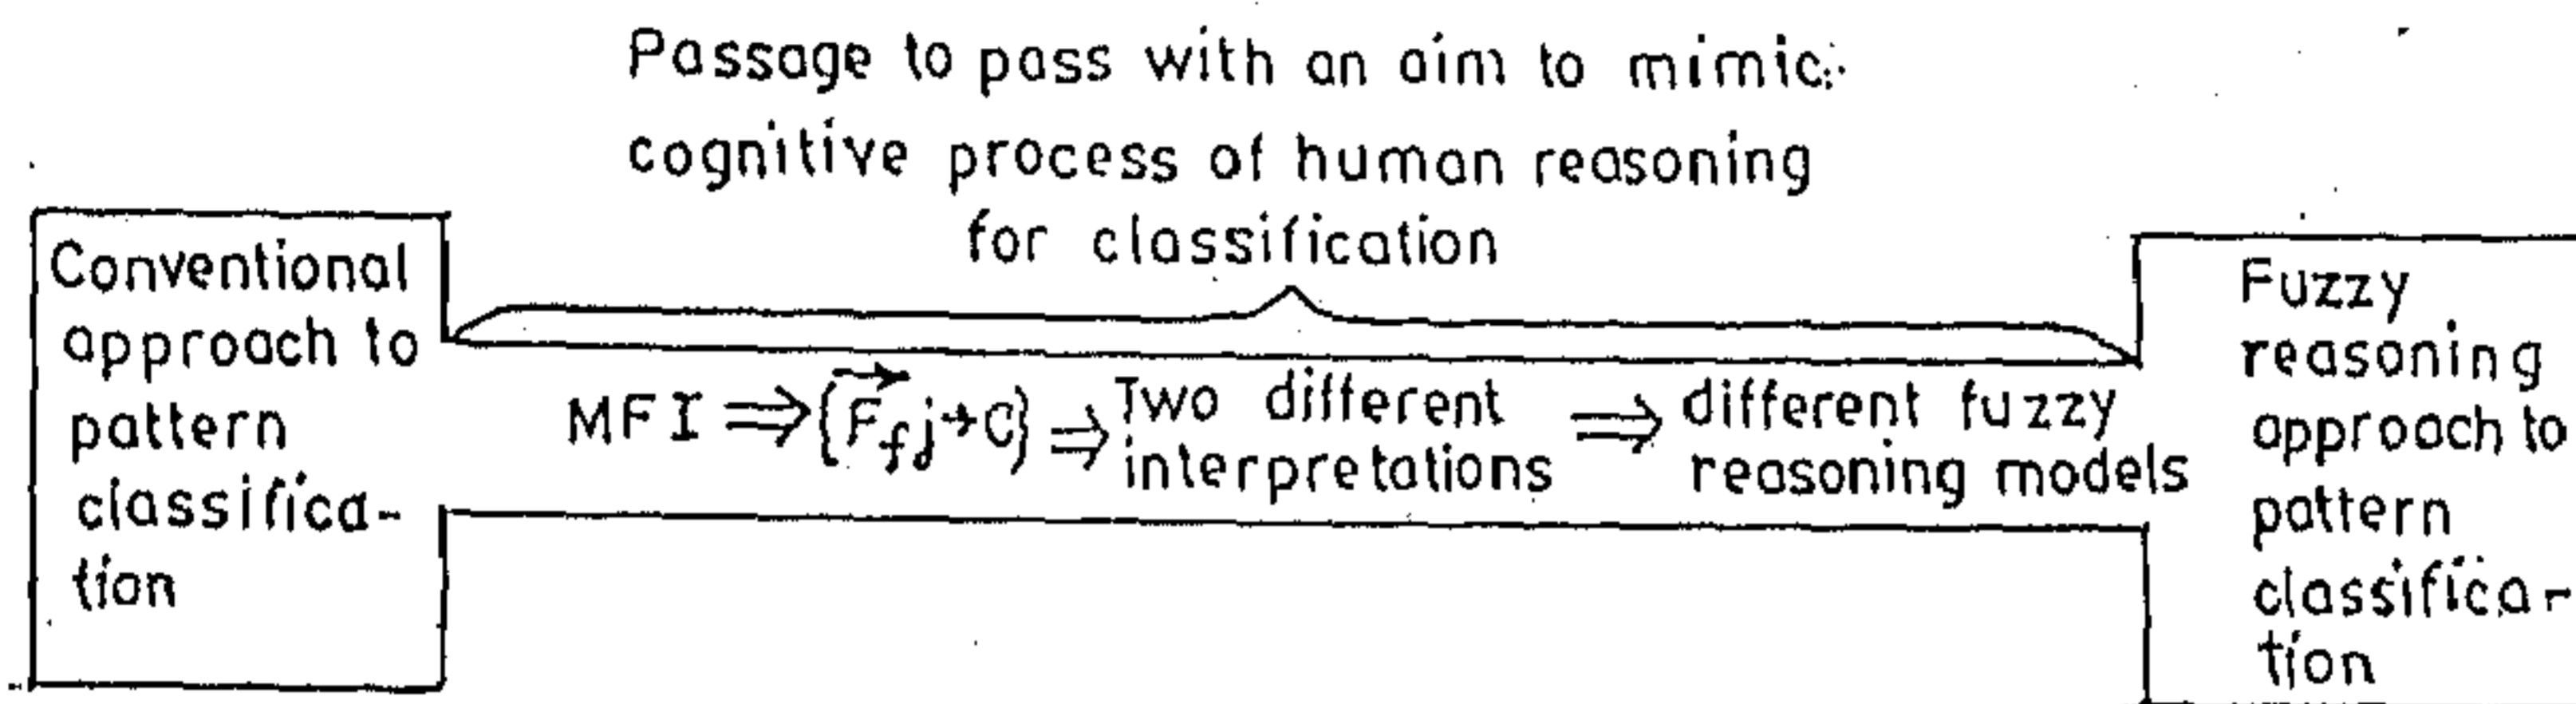 Passage to pass with an aim to mimic
cognitive process of human reasoning
for classification
Conventional
approach to
pattern
classifica-
tion
MFI ⇒ {F⃗_fj → C} ⇒ Two different
interpretations
⇒ different fuzzy
reasoning models
Fuzzy
reasoning
approach to
pattern
classifica-
tion